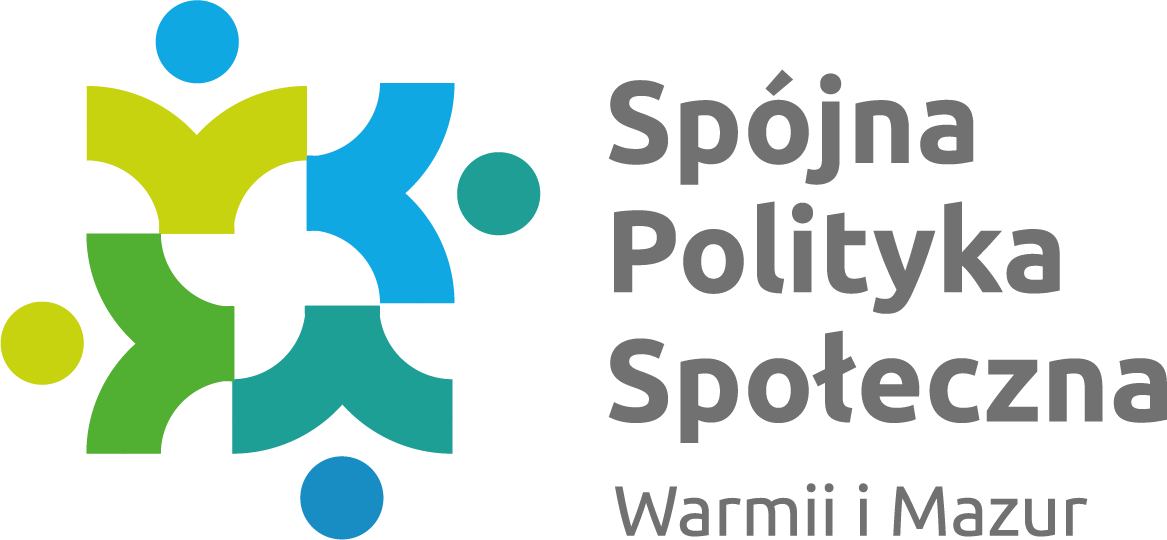 Spójna
Polityka
Społeczna
Warmii i Mazur